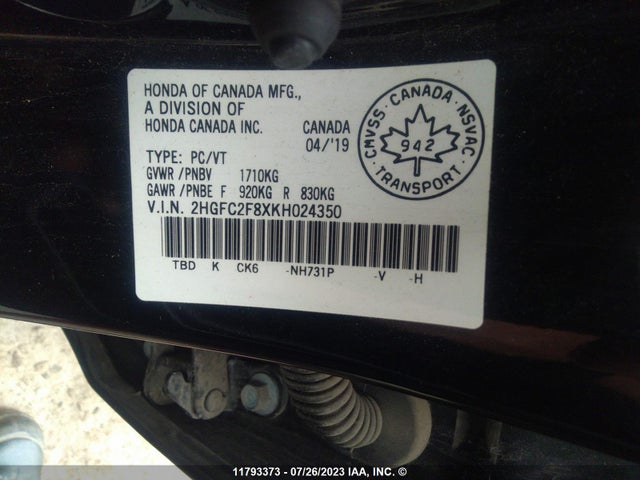 HONDA OF CANADA MFG.,
A DIVISION OF
HONDA CANADA INC. CANADA
04/'19
TYPE: PC/VT
GVWR /PNBV 1710KG
GAWR /PNBE F 920KG R 830KG
V.I.N. 2HGFC2F8XKH024350
TBD K CK6 -NH731P -V -H
CMVSS · CANADA · NSVAC
942
TRANSPORT
11793373 - 07/26/2023 - IAA, INC. ©